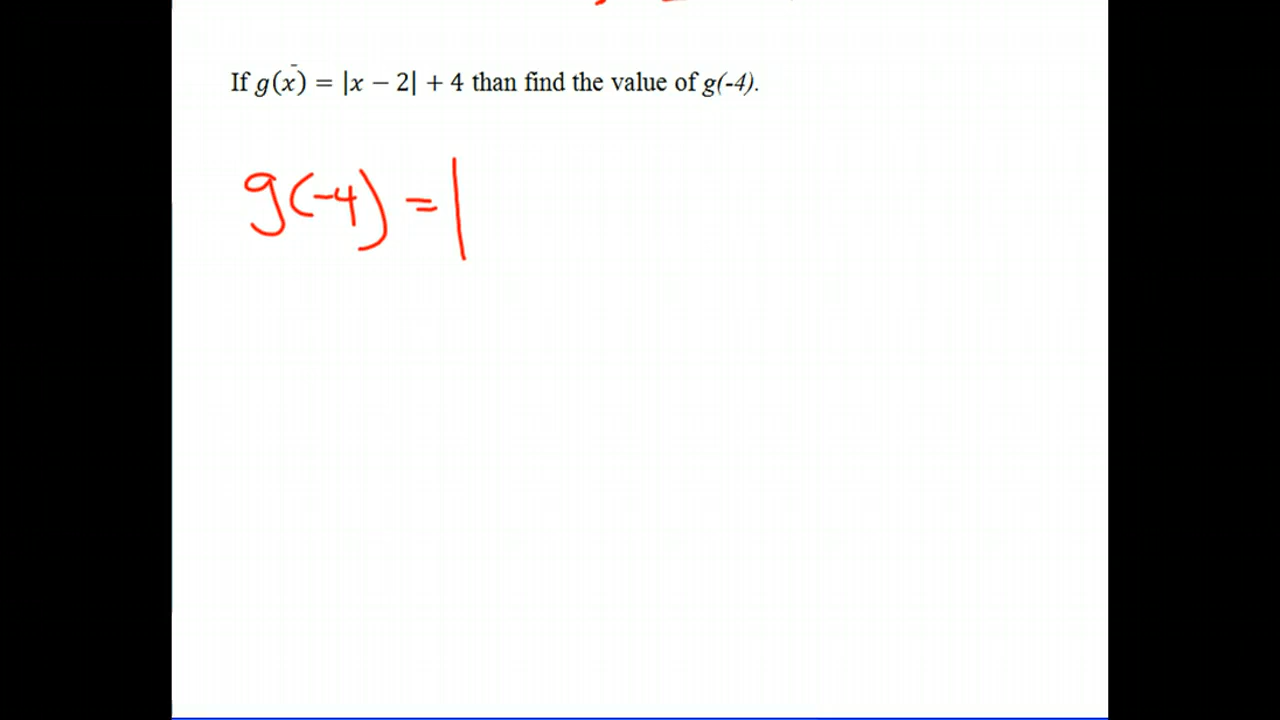 If g(x) = |x − 2| + 4 than find the value of g(-4).
g(-4) = |